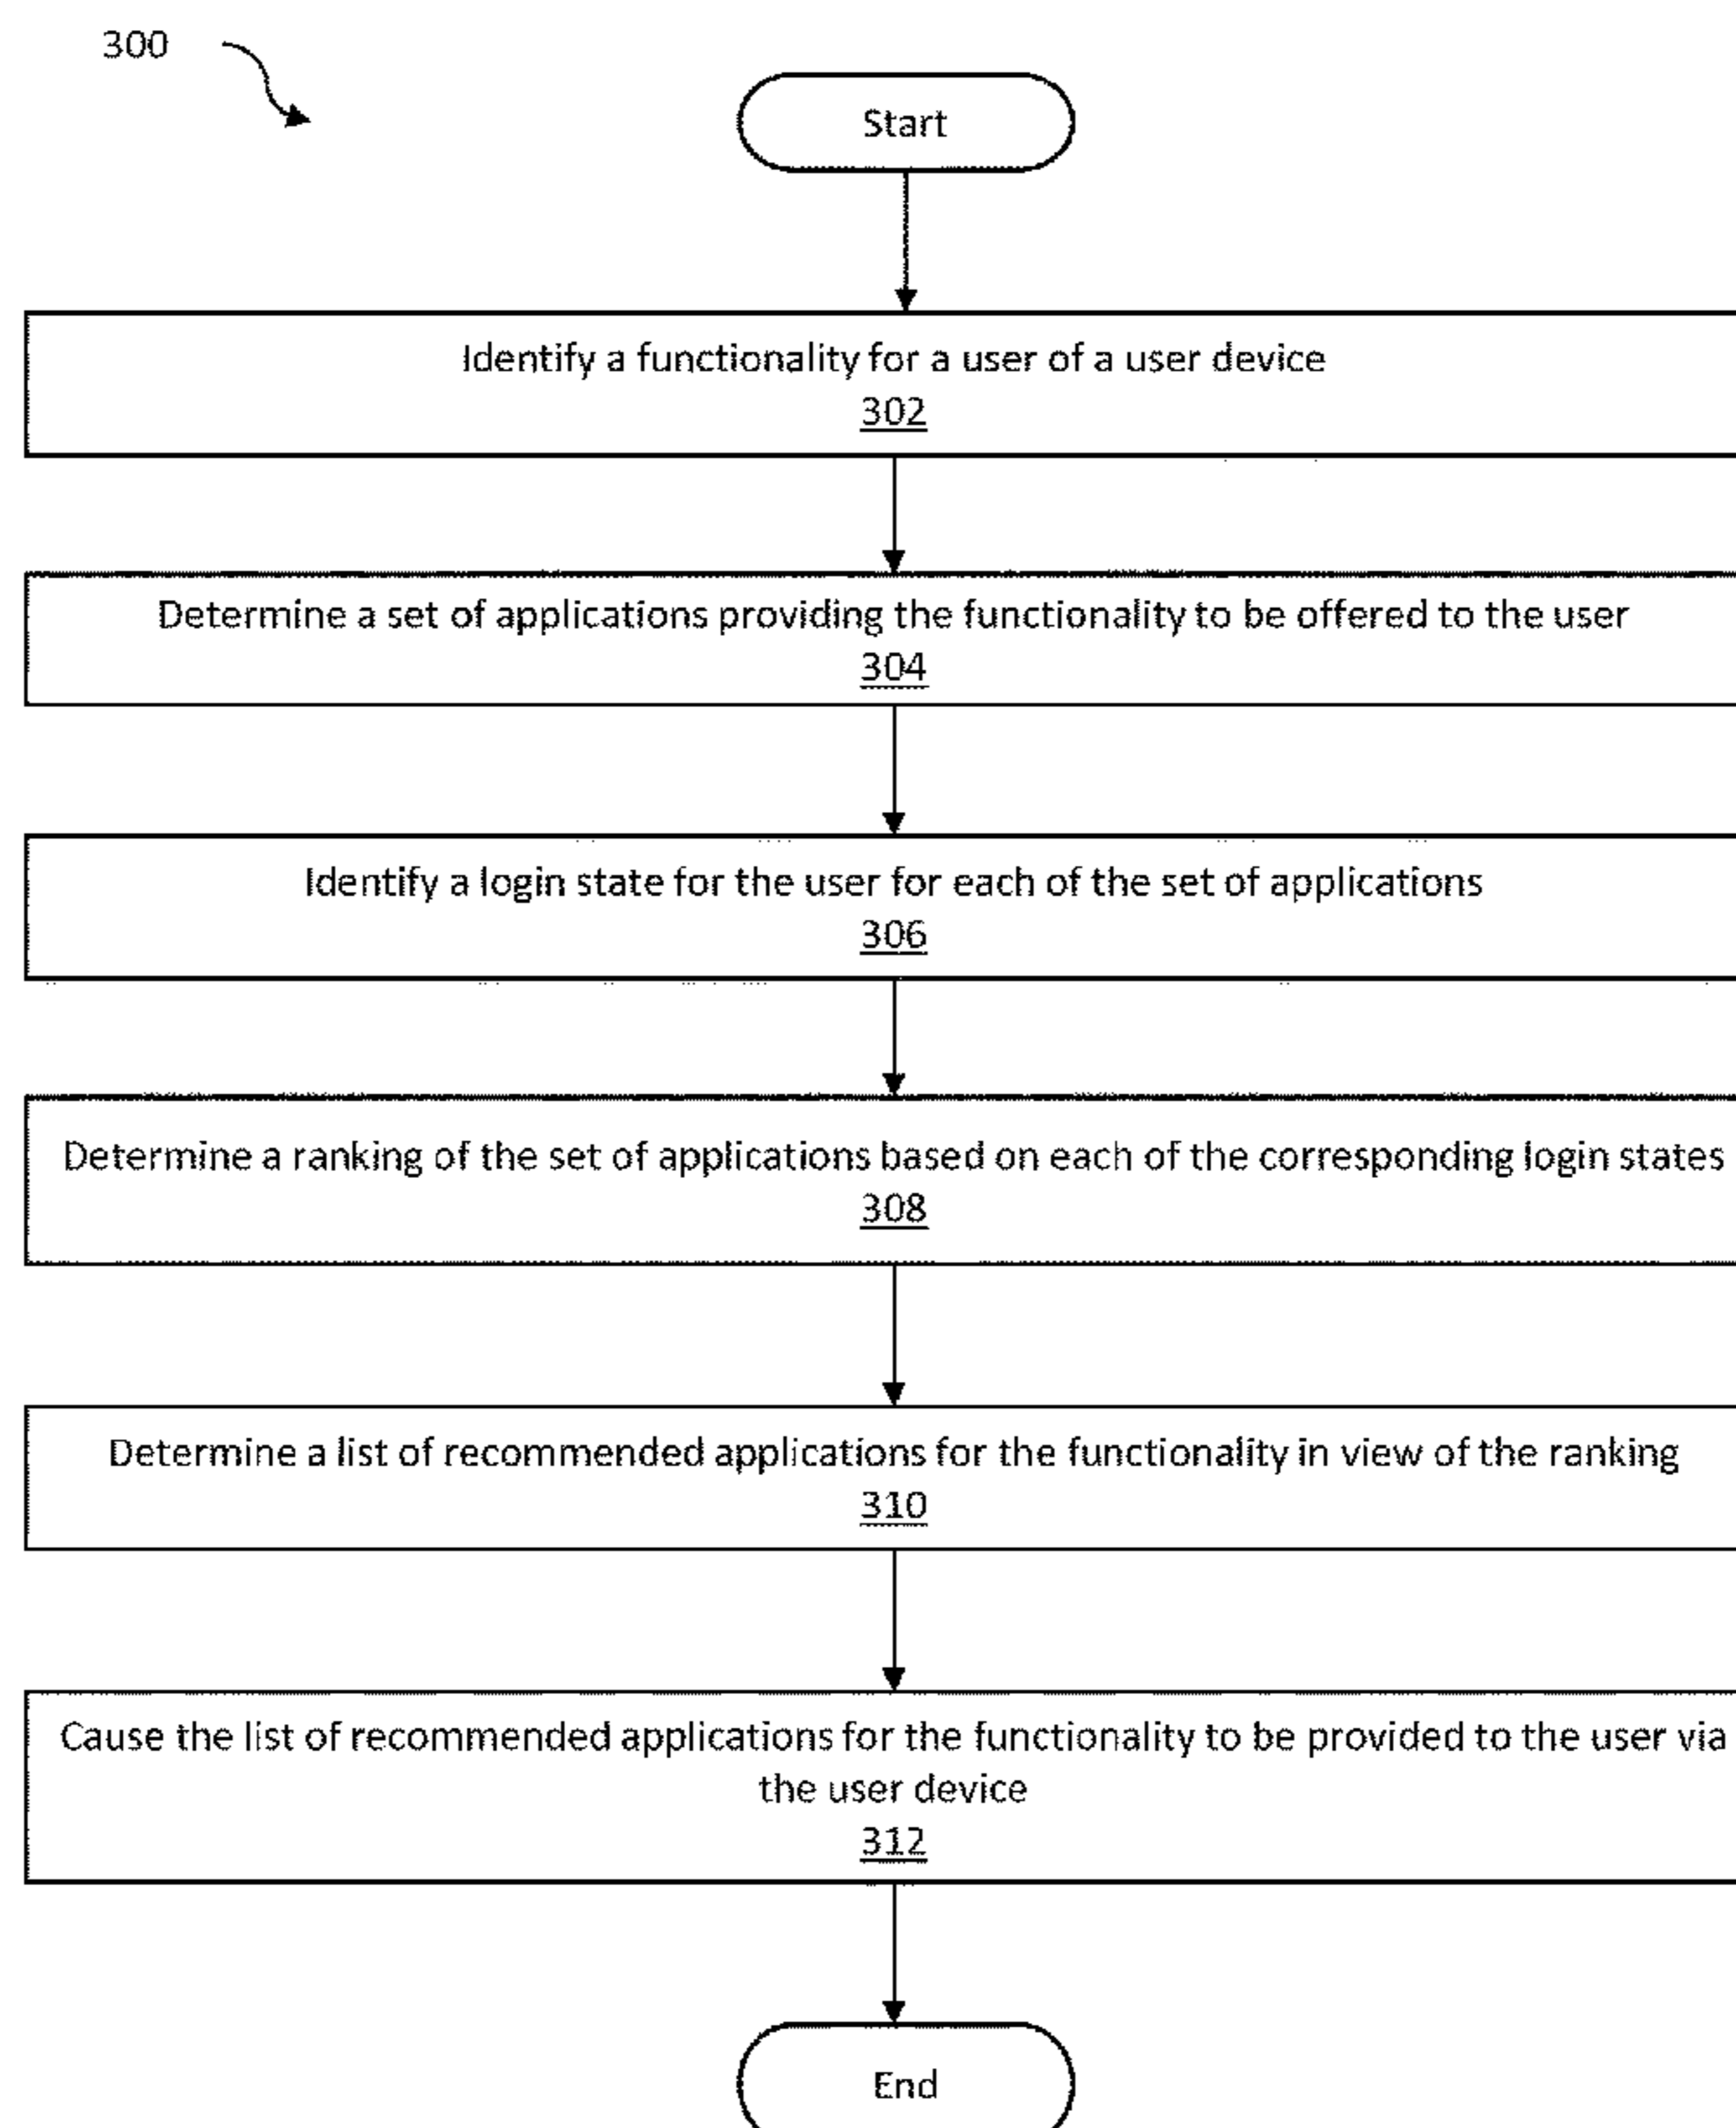 300
Start
Identify a functionality for a user of a user device
302
Determine a set of applications providing the functionality to be offered to the user
304
Identify a login state for the user for each of the set of applications
306
Determine a ranking of the set of applications based on each of the corresponding login states
308
Determine a list of recommended applications for the functionality in view of the ranking
310
Cause the list of recommended applications for the functionality to be provided to the user via
the user device
312
End